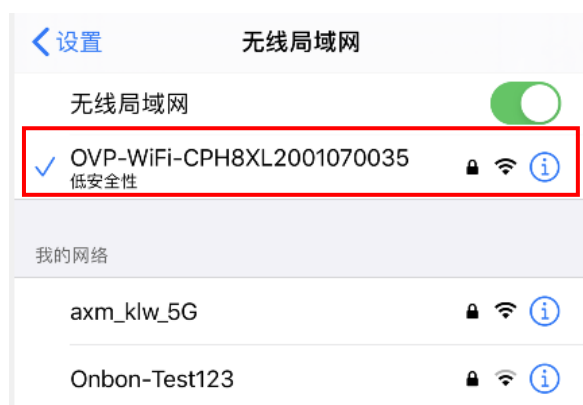 设置
无线局域网
无线局域网
OVP-WiFi-CPH8XL2001070035
低安全性
我的网络
axm_klw_5G
Onbon-Test123